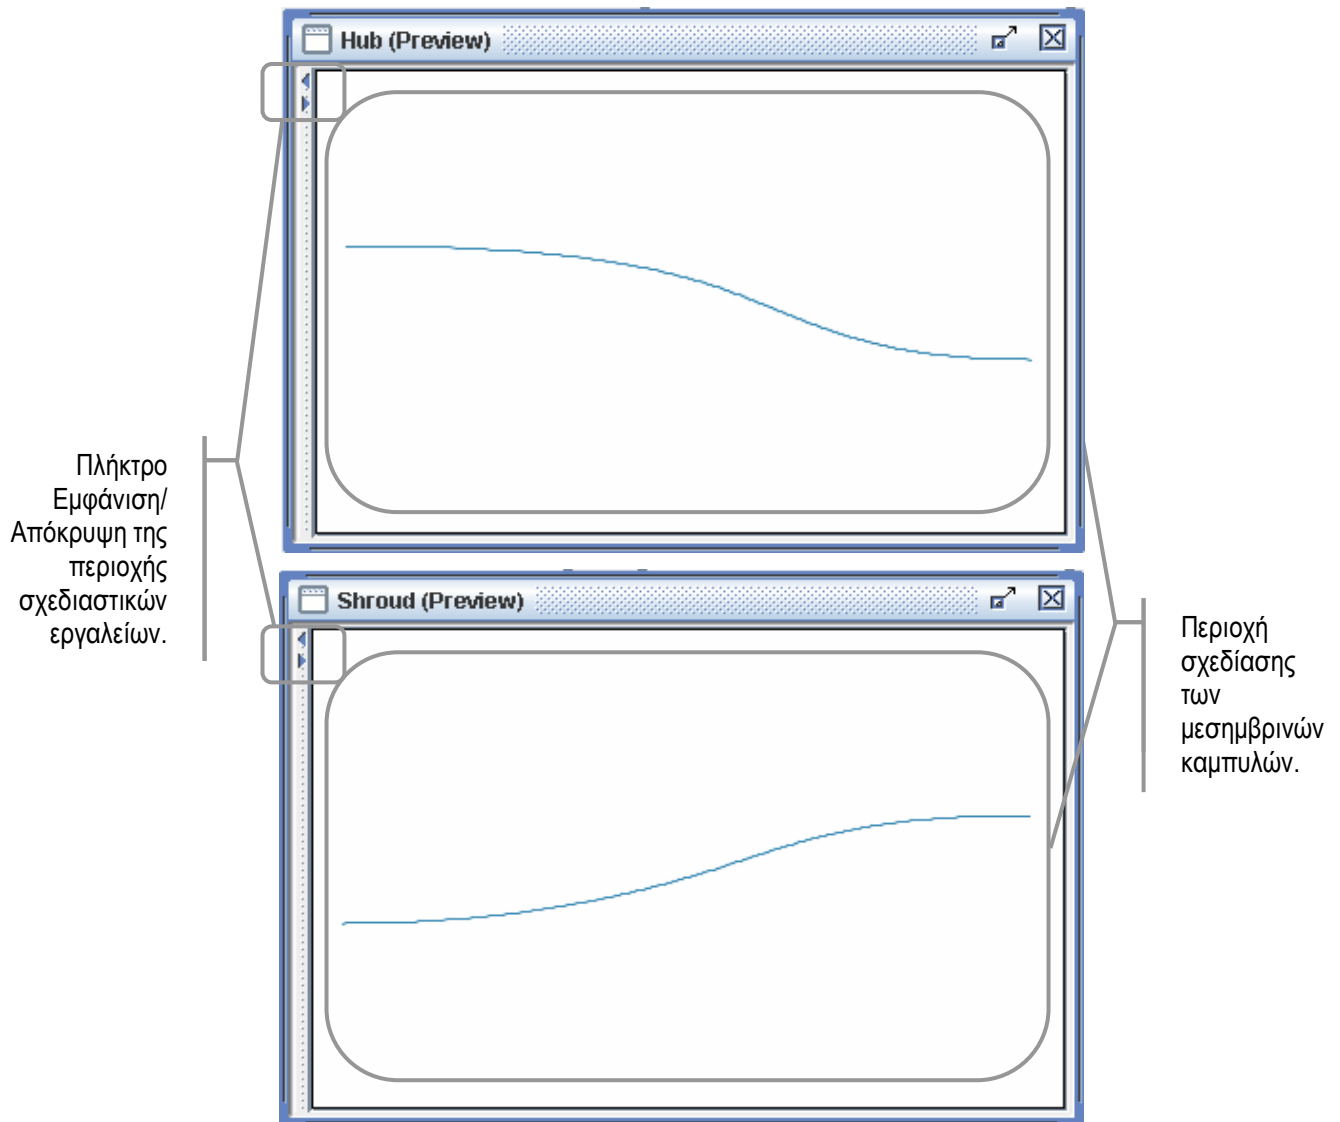 Hub (Preview)
Πλήκτρο
Εμφάνιση/
Απόκρυψη της
περιοχής
σχεδιαστικών
εργαλείων.
Shroud (Preview)
Περιοχή
σχεδίασης
των
μεσημβρινών
καμπυλών.